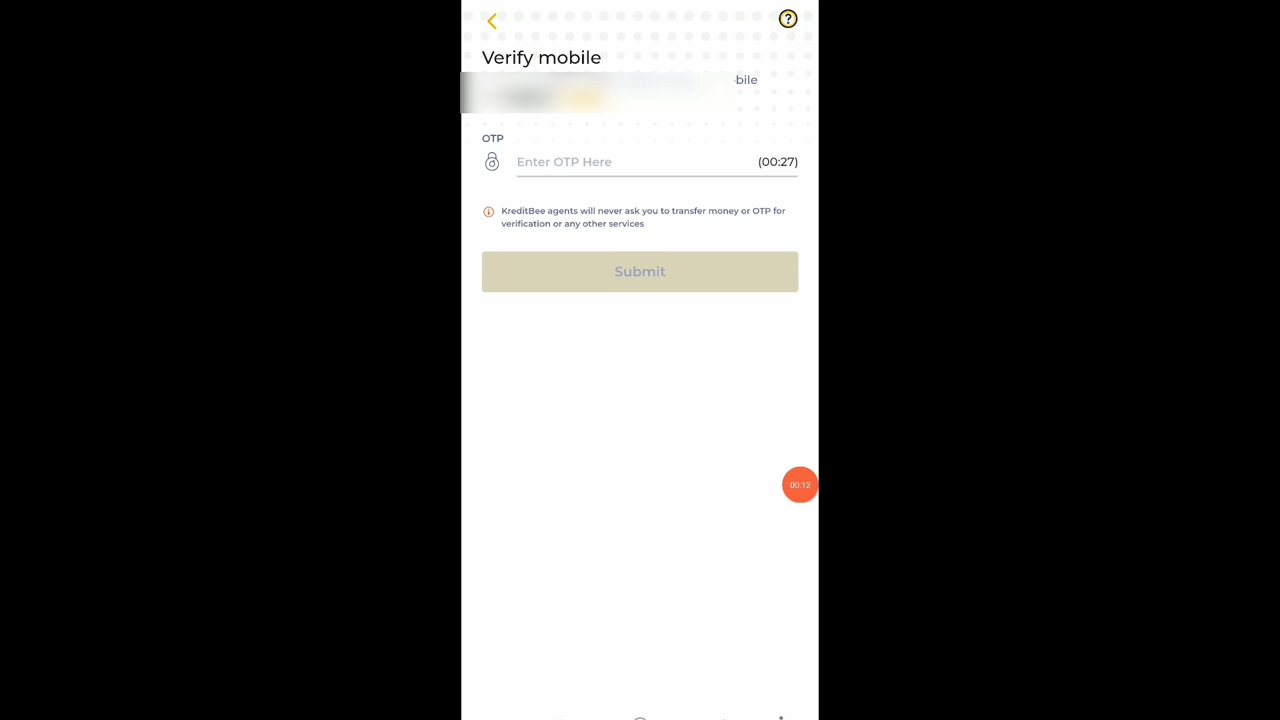 ?
Verify mobile
bile
OTP
Enter OTP Here (00:27)
KreditBee agents will never ask you to transfer money or OTP for
verification or any other services
Submit
00:12